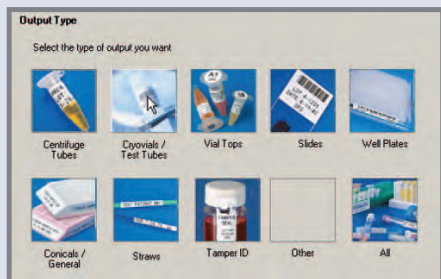 Output Type
Select the type of output you want
Centrifuge
Tubes
Cryovials /
Test Tubes
Vial Tops
Slides
Well Plates
Conicals /
General
Straws
Tamper ID
Other
All